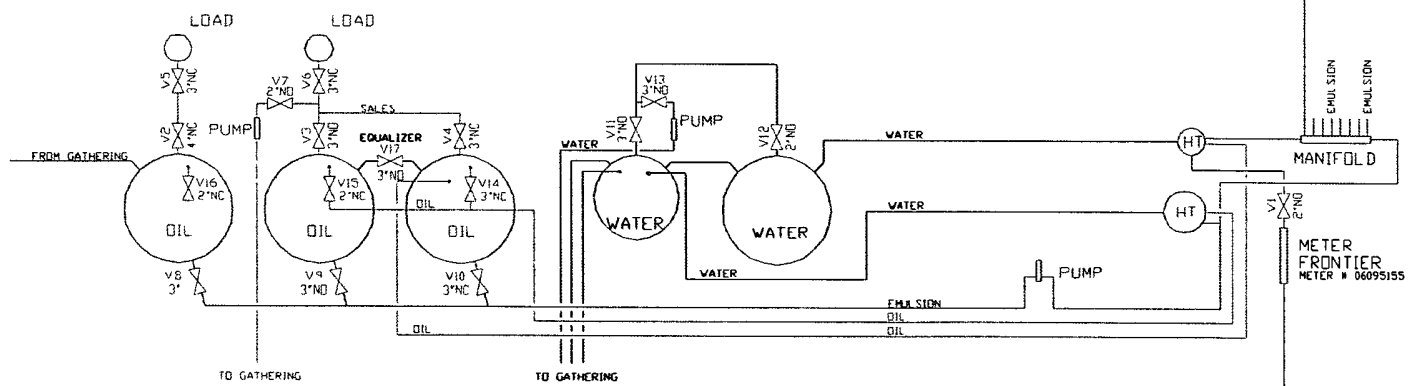 LOAD
LOAD
V5
3"NC
V6
3"NC
V7
2"NO
PUMP
V2
4"NC
V3
3"NO
SALES
V4
3"NC
EQUALIZER
V17
3"NO
FROM GATHERING
V16
2"NC
V15
2"NC
V14
3"NC
OIL
OIL
OIL
OIL
V8
3"
V9
3"NO
V10
3"NC
V13
3"NO
V11
3"NO
PUMP
V12
2"NO
WATER
WATER
WATER
WATER
WATER
WATER
HT
HT
EMULSION
EMULSION
MANIFOLD
V1
2"NO
METER
FRONTIER
METER # 06095155
PUMP
EMULSION
OIL
OIL
OIL
TO GATHERING
TO GATHERING